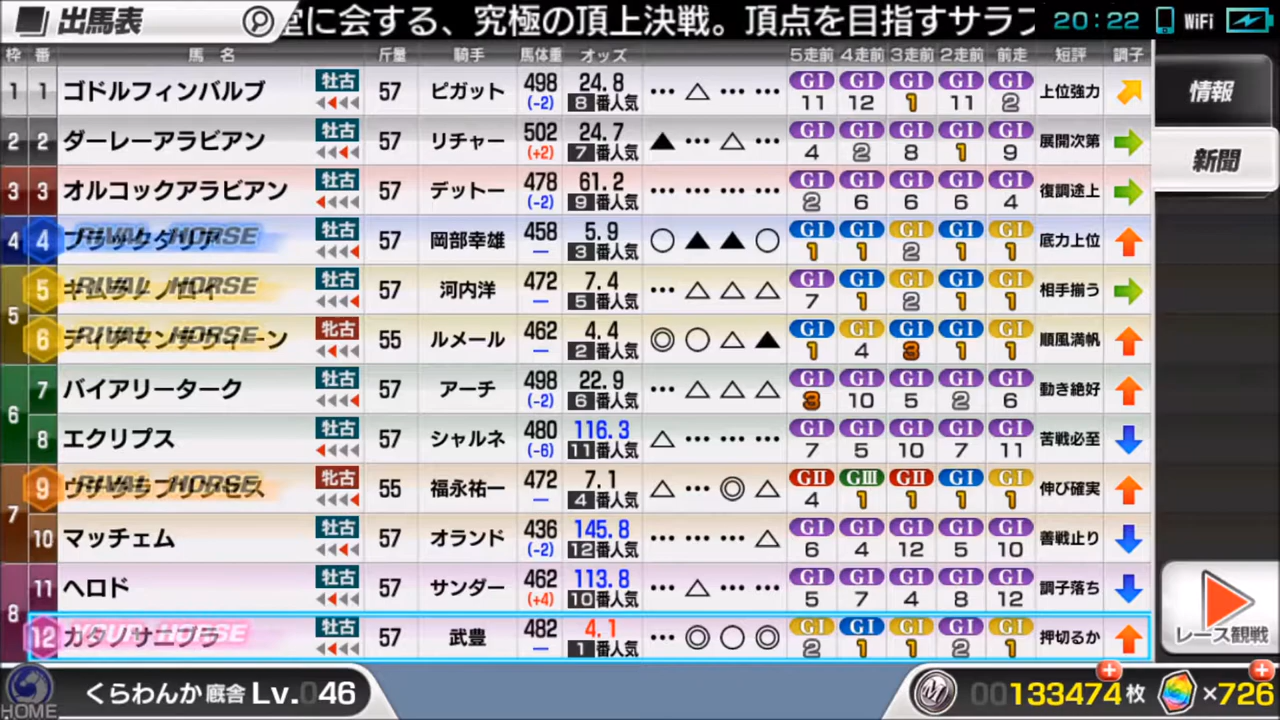 出馬表
堂に会する、究極の頂上決戦。頂点を目指すサラブ
20:22 WiFi
枠 番 馬名 斤量 騎手 馬体重 オッズ 5走前 4走前 3走前 2走前 前走 短評 調子
1 1 ゴドルフィンバルブ 牡古 57 ピガット 498 (-2) 24.8 8番人気 … △ … … GI 11 GI 12 GI 1 GI 11 GI 2 上位強力
2 2 ダーレーアラビアン 牡古 57 リチャー 502 (+2) 24.7 7番人気 ▲ … △ … GI 4 GI 2 GI 8 GI 1 GI 9 展開次第
3 3 オルコックアラビアン 牡古 57 デットー 478 (-2) 61.2 9番人気 … … … … GI 2 GI 6 GI 6 GI 6 GI 4 復調途上
4 4 RIVAL HORSE 牡古 57 岡部幸雄 458 － 5.9 3番人気 ○ ▲ ▲ ○ GI 1 GI 1 GI 2 GI 1 GI 1 底力上位
5 5 RIVAL HORSE 牡古 57 河内洋 472 － 7.4 5番人気 … △ △ △ GI 7 GI 1 GI 2 GI 1 GI 1 相手揃う
6 RIVAL HORSE 牝古 55 ルメール 462 － 4.4 2番人気 ◎ ○ △ ▲ GI 1 GI 4 GI 3 GI 1 GI 1 順風満帆
6 7 バイアリーターク 牡古 57 アーチ 498 (-2) 22.9 6番人気 … △ △ △ GI 3 GI 10 GI 5 GI 2 GI 6 動き絶好
8 エクリプス 牡古 57 シャルネ 480 (-6) 116.3 11番人気 △ … … … GI 7 GI 5 GI 10 GI 7 GI 11 苦戦必至
7 9 RIVAL HORSE 牝古 55 福永祐一 472 － 7.1 4番人気 △ … ◎ △ GII 4 GIII 1 GII 1 GI 1 GI 1 伸び確実
10 マッチェム 牡古 57 オランド 436 (-2) 145.8 12番人気 … … … △ GI 6 GI 4 GI 12 GI 5 GI 10 善戦止り
8 11 ヘロド 牡古 57 サンダー 462 (+4) 113.8 10番人気 … △ … … GI 5 GI 7 GI 4 GI 8 GI 12 調子落ち
12 YOUR HORSE 牡古 57 武豊 482 － 4.1 1番人気 … ◎ ○ ◎ GI 2 GI 1 GI 1 GI 2 GI 1 押切るか
情報
新聞
レース観戦
HOME くらわんか厩舎 Lv.046 M 00133474枚 ×726